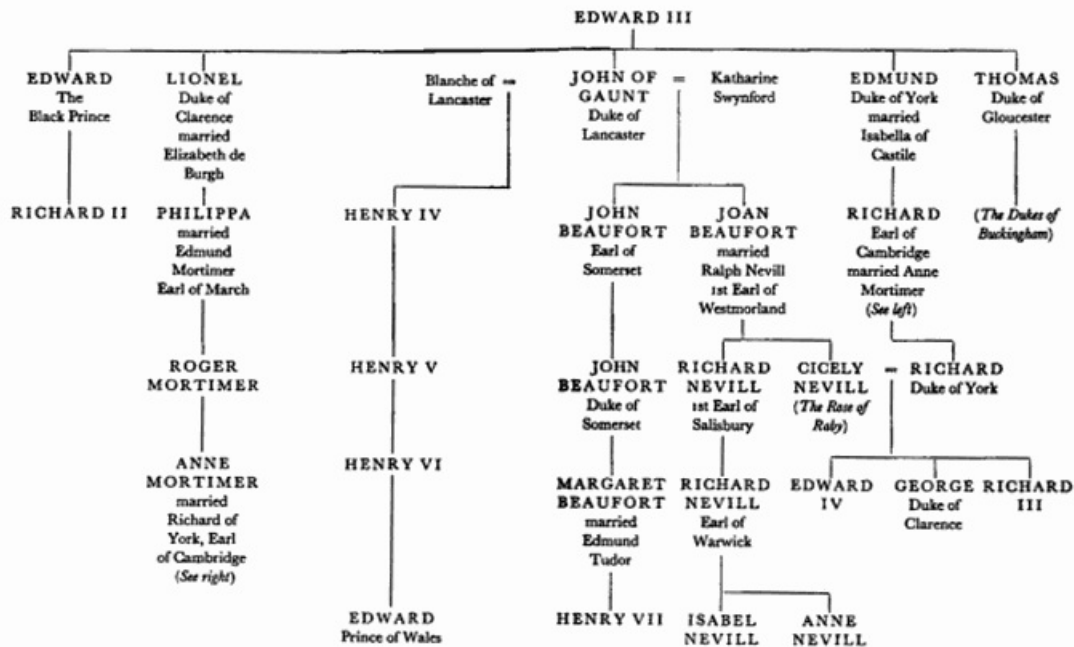 EDWARD III
EDWARD
The
Black Prince
LIONEL
Duke of
Clarence
married
Elizabeth de
Burgh
Blanche of =
Lancaster
JOHN OF
GAUNT
Duke of
Lancaster
=
Katharine
Swynford
EDMUND
Duke of York
married
Isabella of
Castile
THOMAS
Duke of
Gloucester
RICHARD II
PHILIPPA
married
Edmund
Mortimer
Earl of March
HENRY IV
JOHN
BEAUFORT
Earl of
Somerset
JOAN
BEAUFORT
married
Ralph Nevill
1st Earl of
Westmorland
RICHARD
Earl of
Cambridge
married Anne
Mortimer
(See left)
(The Dukes of
Buckingham)
ROGER
MORTIMER
HENRY V
JOHN
BEAUFORT
Duke of
Somerset
RICHARD
NEVILL
1st Earl of
Salisbury
CICELY
NEVILL
(The Rose of
Raby)
=
RICHARD
Duke of York
ANNE
MORTIMER
married
Richard of
York, Earl
of Cambridge
(See right)
HENRY VI
MARGARET
BEAUFORT
married
Edmund
Tudor
RICHARD
NEVILL
Earl of
Warwick
EDWARD
IV
GEORGE
Duke of
Clarence
RICHARD
III
EDWARD
Prince of Wales
HENRY VII
ISABEL
NEVILL
ANNE
NEVILL